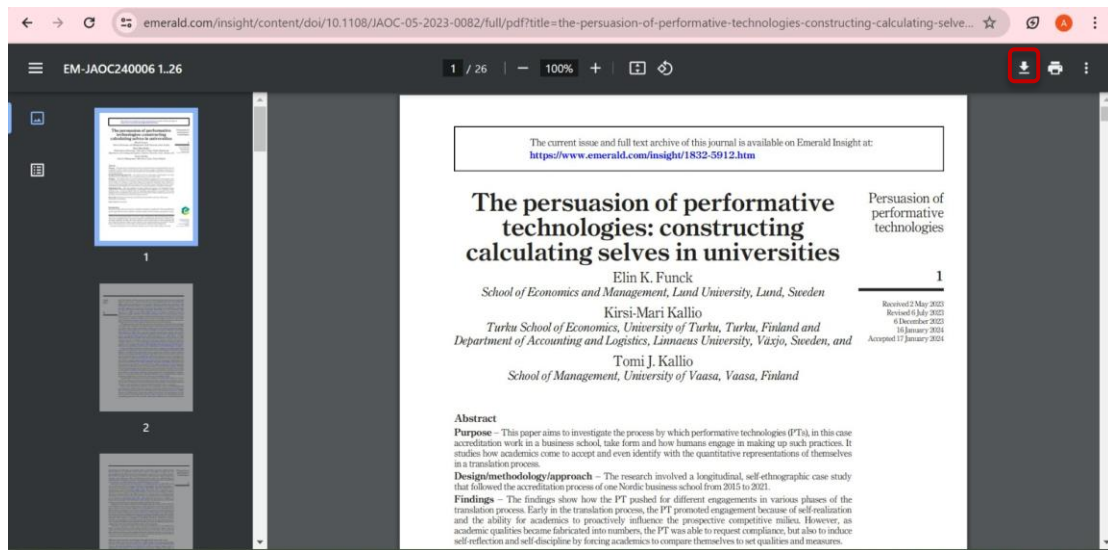 emerald.com/insight/content/doi/10.1108/JAOC-05-2023-0082/full/pdf?title=the-persuasion-of-performative-technologies-constructing-calculating-selve...
A
EM-JAOC240006 1..26
1 / 26
100%
1
2
The current issue and full text archive of this journal is available on Emerald Insight at:
https://www.emerald.com/insight/1832-5912.htm
The persuasion of performative
technologies: constructing
calculating selves in universities
Persuasion of
performative
technologies
1
Elin K. Funck
School of Economics and Management, Lund University, Lund, Sweden
Kirsi-Mari Kallio
Turku School of Economics, University of Turku, Turku, Finland and
Department of Accounting and Logistics, Linnaeus University, Växjo, Sweden, and
Tomi J. Kallio
School of Management, University of Vaasa, Vaasa, Finland
Received 2 May 2023
Revised 6 July 2023
6 December 2023
16 January 2024
Accepted 17 January 2024
Abstract
Purpose – This paper aims to investigate the process by which performative technologies (PTs), in this case
accreditation work in a business school, take form and how humans engage in making up such practices. It
studies how academics come to accept and even identify with the quantitative representations of themselves
in a translation process.
Design/methodology/approach – The research involved a longitudinal, self-ethnographic case study
that followed the accreditation process of one Nordic business school from 2015 to 2021.
Findings – The findings show how the PT pushed for different engagements in various phases of the
translation process. Early in the translation process, the PT promoted engagement because of self-realization
and the ability for academics to proactively influence the prospective competitive milieu. However, as
academic qualities became fabricated into numbers, the PT was able to request compliance, but also to induce
self-reflection and self-discipline by forcing academics to compare themselves to set qualities and measures.